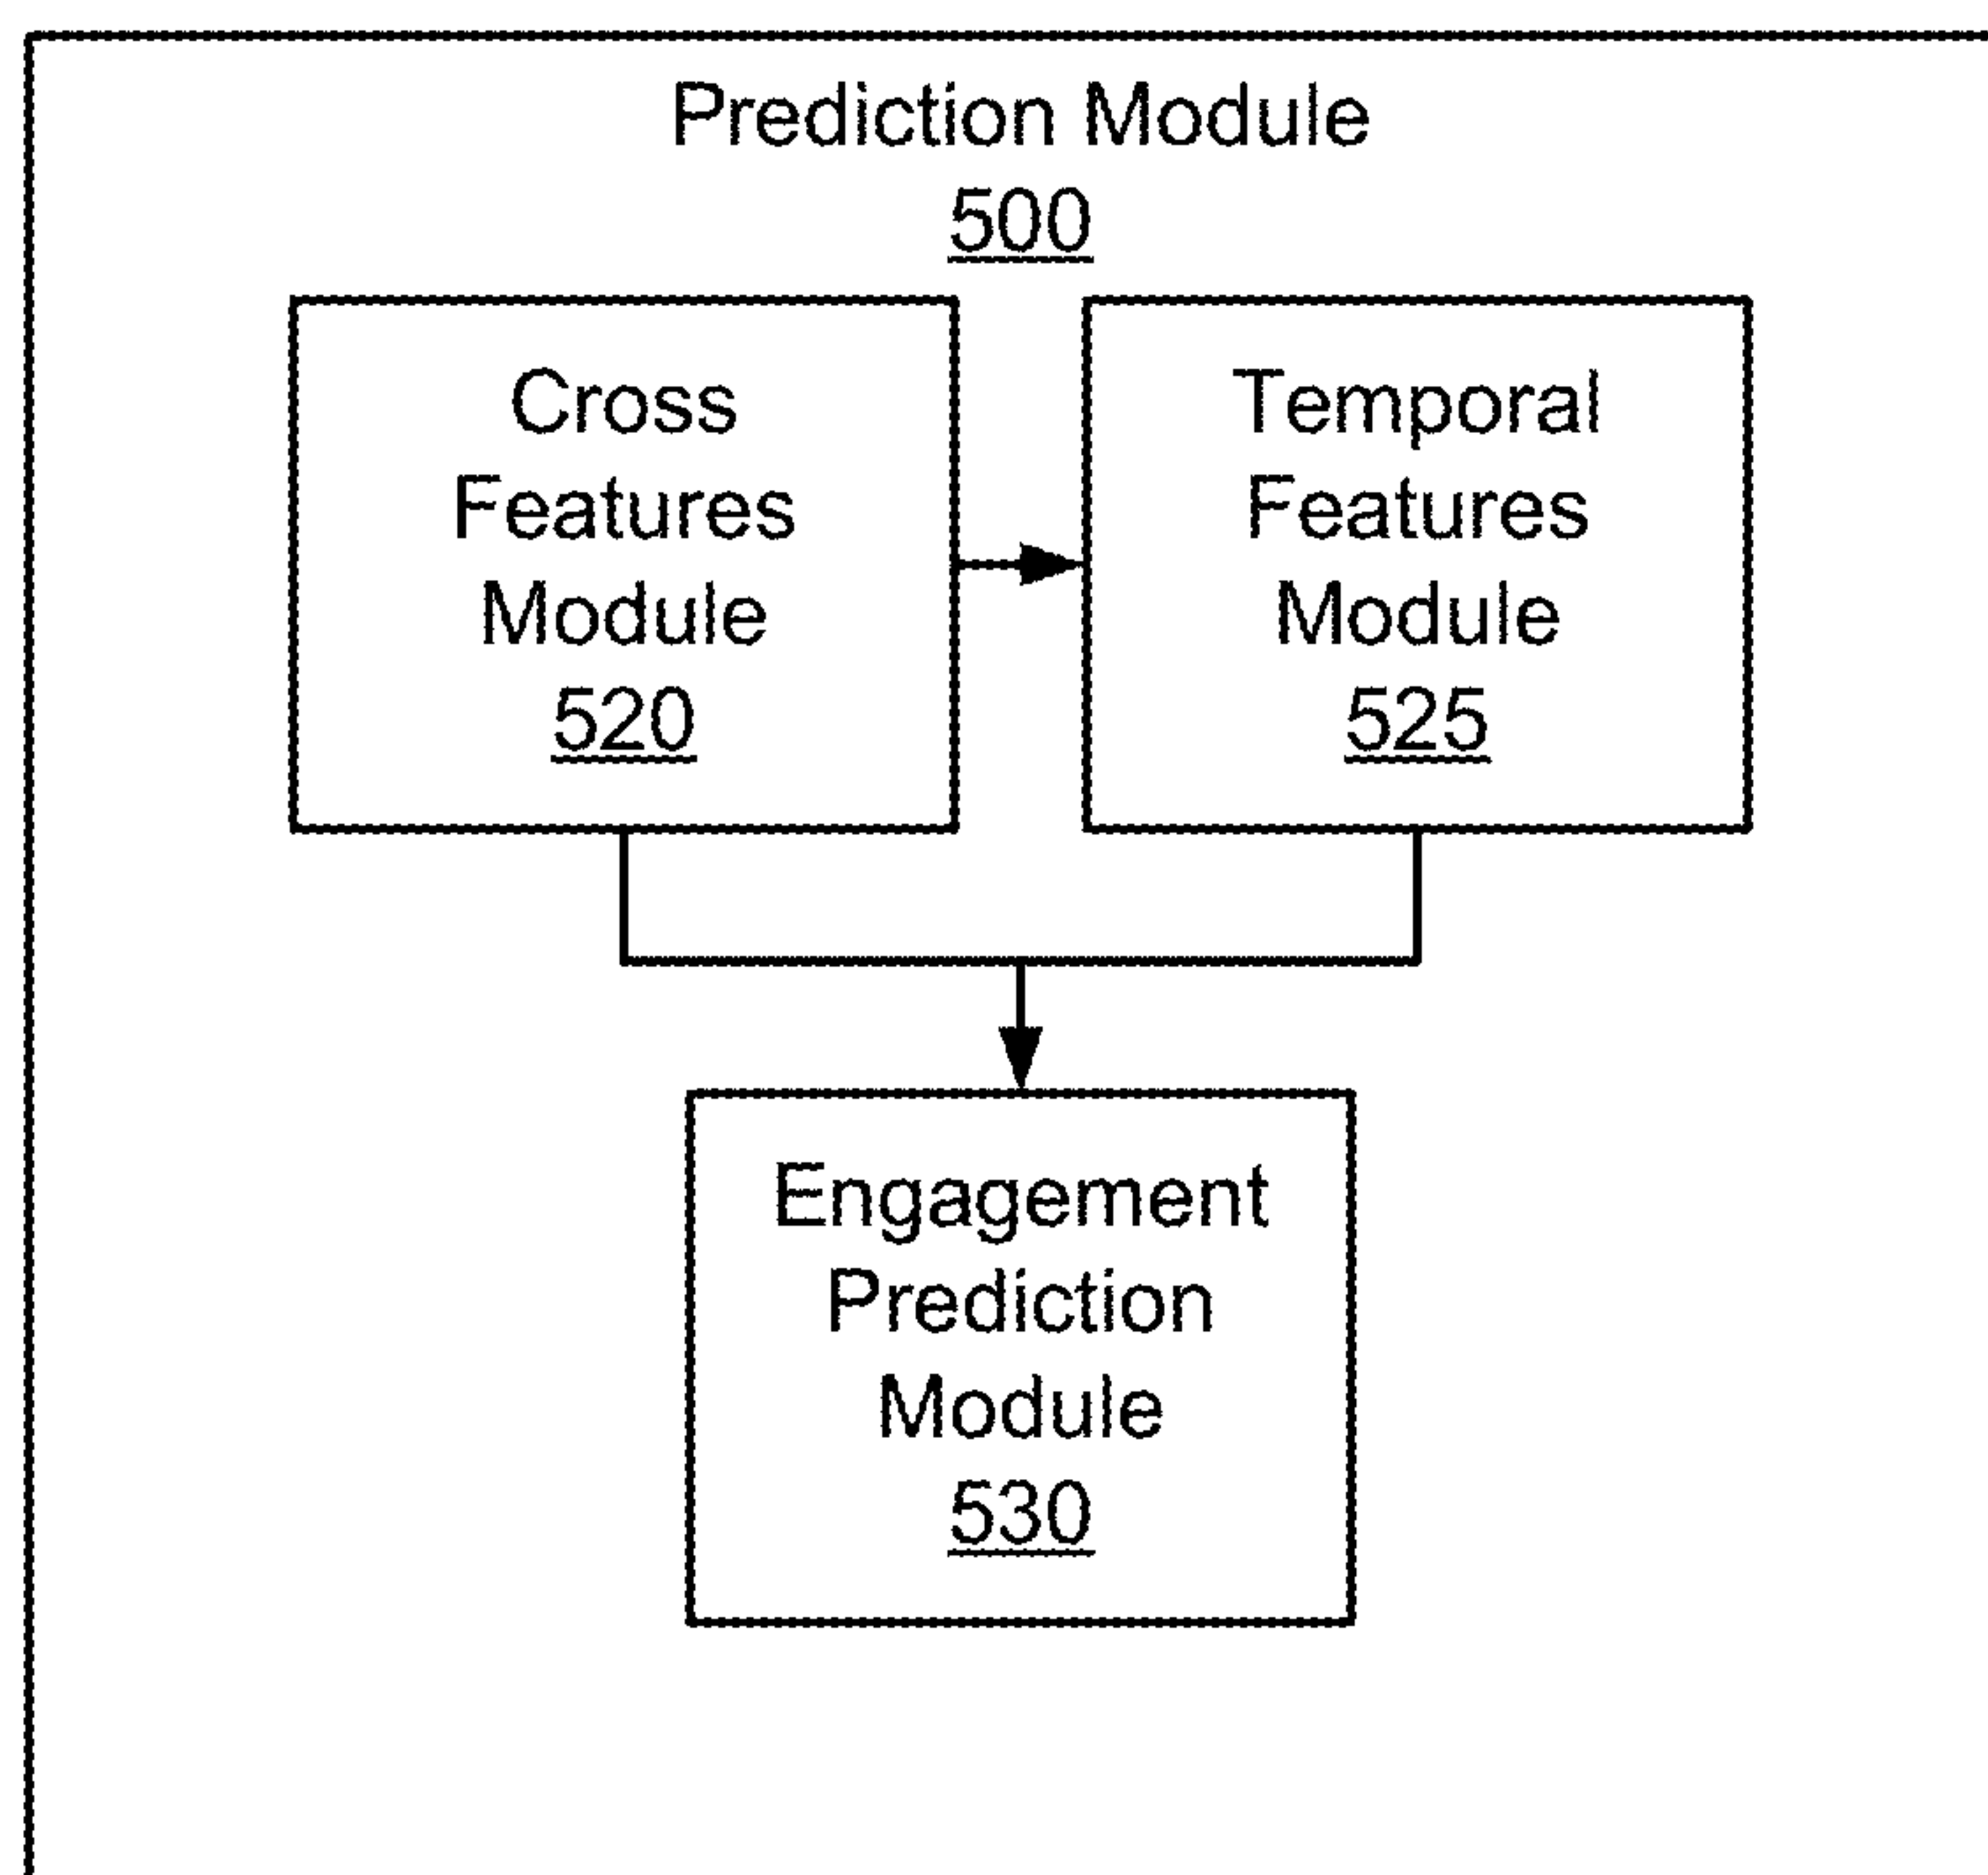 Prediction Module
500
Cross
Features
Module
520
Temporal
Features
Module
525
Engagement
Prediction
Module
530